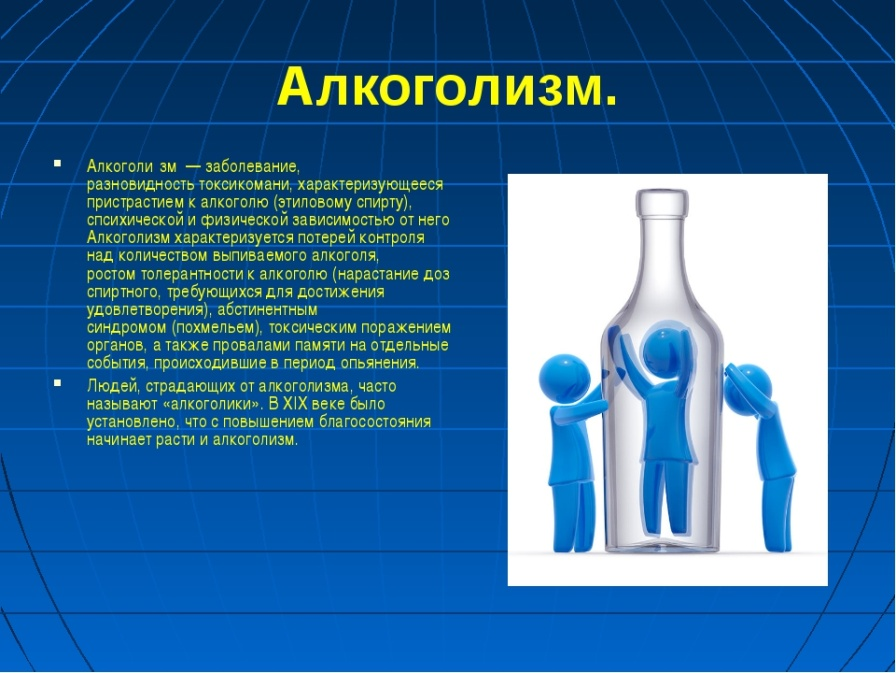 Алкоголизм.
Алкоголи зм — заболевание,
разновидность токсикомани, характеризующееся
пристрастием к алкоголю (этиловому спирту),
спсихической и физической зависимостью от него
Алкоголизм характеризуется потерей контроля
над количеством выпиваемого алкоголя,
ростом толерантности к алкоголю (нарастание доз
спиртного, требующихся для достижения
удовлетворения), абстинентным
синдромом (похмельем), токсическим поражением
органов, а также провалами памяти на отдельные
события, происходившие в период опьянения.
Людей, страдающих от алкоголизма, часто
называют «алкоголики». В XIX веке было
установлено, что с повышением благосостояния
начинает расти и алкоголизм.